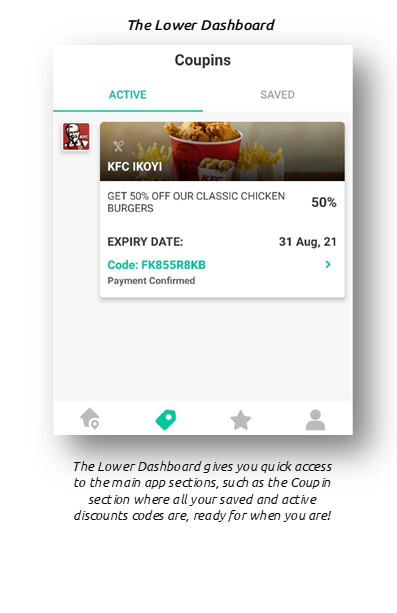 The Lower Dashboard
Coupins
ACTIVE SAVED
KFC
KFC IKOYI
KFC
GET 50% OFF OUR CLASSIC CHICKEN
BURGERS
50%
EXPIRY DATE: 31 Aug, 21
Code: FK855R8KB
Payment Confirmed
The Lower Dashboard gives you quick access
to the main app sections, such as the Coupin
section where all your saved and active
discounts codes are, ready for when you are!